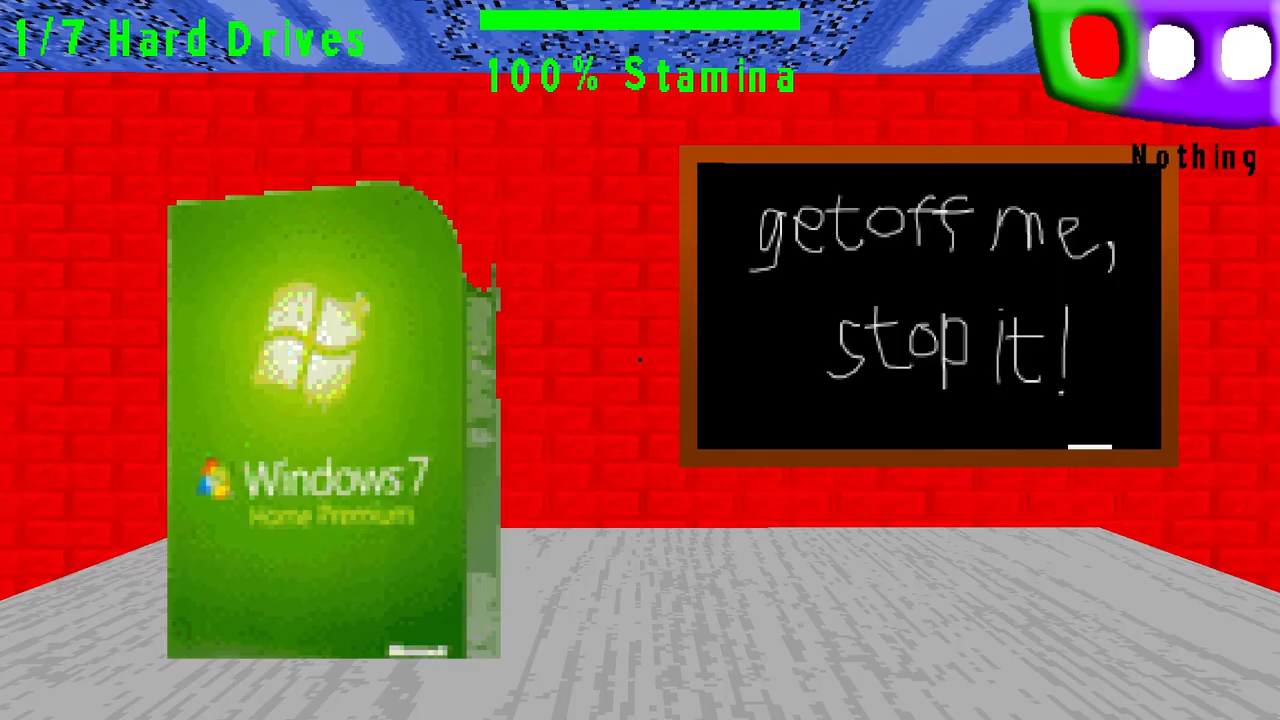 1/7 Hard Drives
100% Stamina
Nothing
getoff me,
stop it!
Windows 7
Home Premium